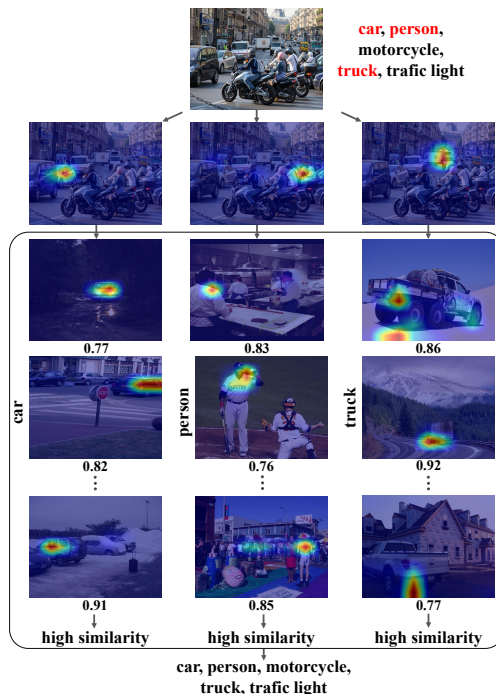 car, person,
motorcycle,
truck, trafic light
0.77
0.83
0.86
car
person
truck
STOP
0.82
0.76
0.92
0.91
0.85
0.77
high similarity
high similarity
high similarity
car, person, motorcycle,
truck, trafic light